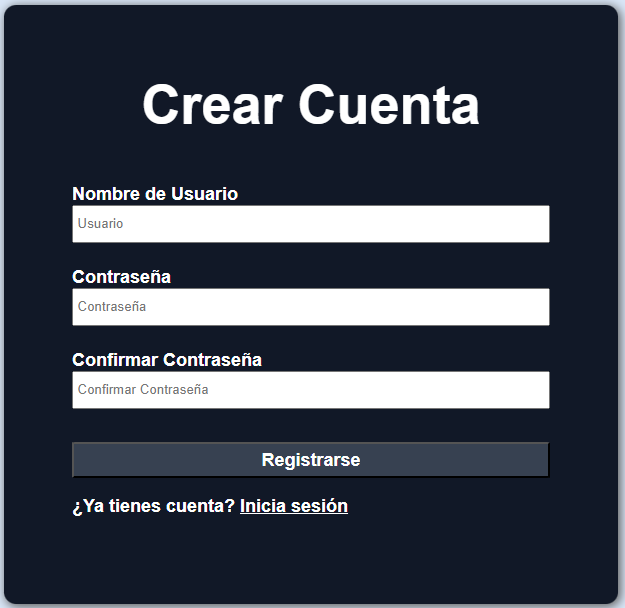 Crear Cuenta
Nombre de Usuario
Usuario
Contraseña
Contraseña
Confirmar Contraseña
Confirmar Contraseña
Registrarse
¿Ya tienes cuenta? Inicia sesión